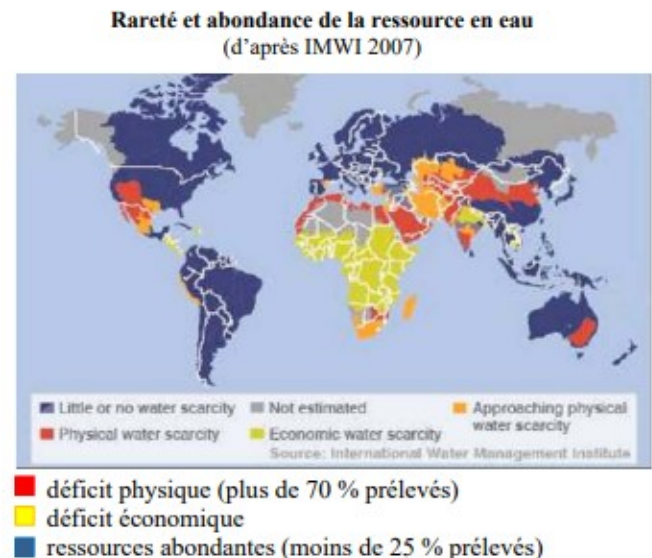 Rareté et abondance de la ressource en eau
(d'après IMWI 2007)
Little or no water scarcity
Not estimated
Approaching physical
water scarcity
Physical water scarcity
Economic water scarcity
Source: International Water Management Institute
déficit physique (plus de 70 % prélevés)
déficit économique
ressources abondantes (moins de 25 % prélevés)